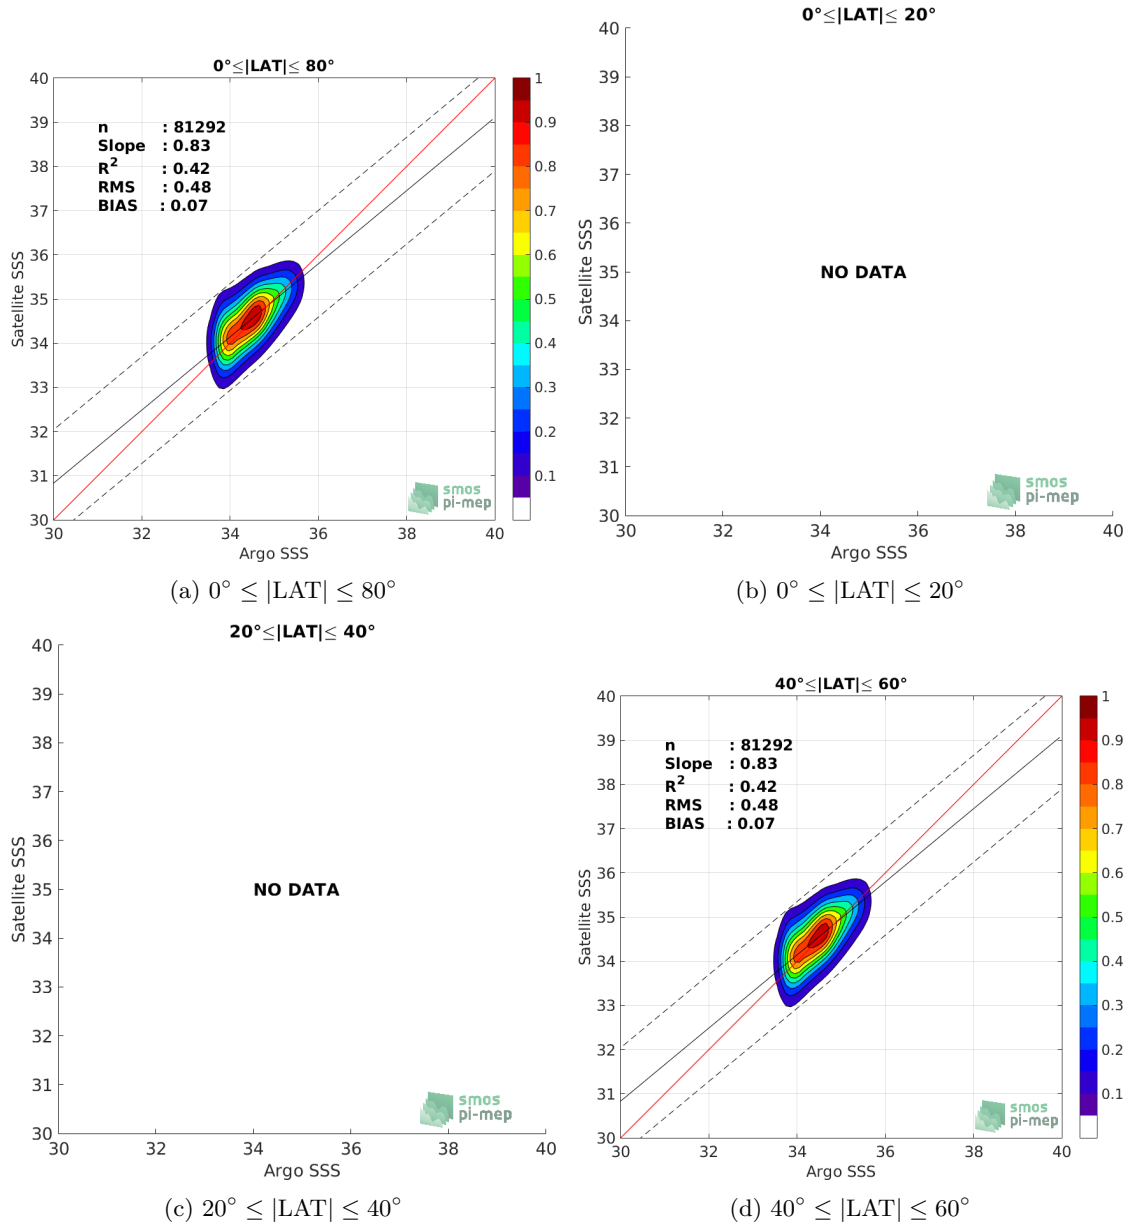 0°≤|LAT|≤ 80°
40
39
38
37
36
35
34
33
32
31
30
Satellite SSS
n : 81292
Slope : 0.83
R² : 0.42
RMS : 0.48
BIAS : 0.07
smos
pi-mep
30 32 34 36 38 40
Argo SSS
1
0.9
0.8
0.7
0.6
0.5
0.4
0.3
0.2
0.1
(a) 0° ≤ |LAT| ≤ 80°
0°≤|LAT|≤ 20°
40
39
38
37
36
35
34
33
32
31
30
Satellite SSS
NO DATA
smos
pi-mep
30 32 34 36 38 40
Argo SSS
(b) 0° ≤ |LAT| ≤ 20°
20°≤|LAT|≤ 40°
40
39
38
37
36
35
34
33
32
31
30
Satellite SSS
NO DATA
smos
pi-mep
30 32 34 36 38 40
Argo SSS
(c) 20° ≤ |LAT| ≤ 40°
40°≤|LAT|≤ 60°
40
39
38
37
36
35
34
33
32
31
30
Satellite SSS
n : 81292
Slope : 0.83
R² : 0.42
RMS : 0.48
BIAS : 0.07
smos
pi-mep
30 32 34 36 38 40
Argo SSS
1
0.9
0.8
0.7
0.6
0.5
0.4
0.3
0.2
0.1
(d) 40° ≤ |LAT| ≤ 60°